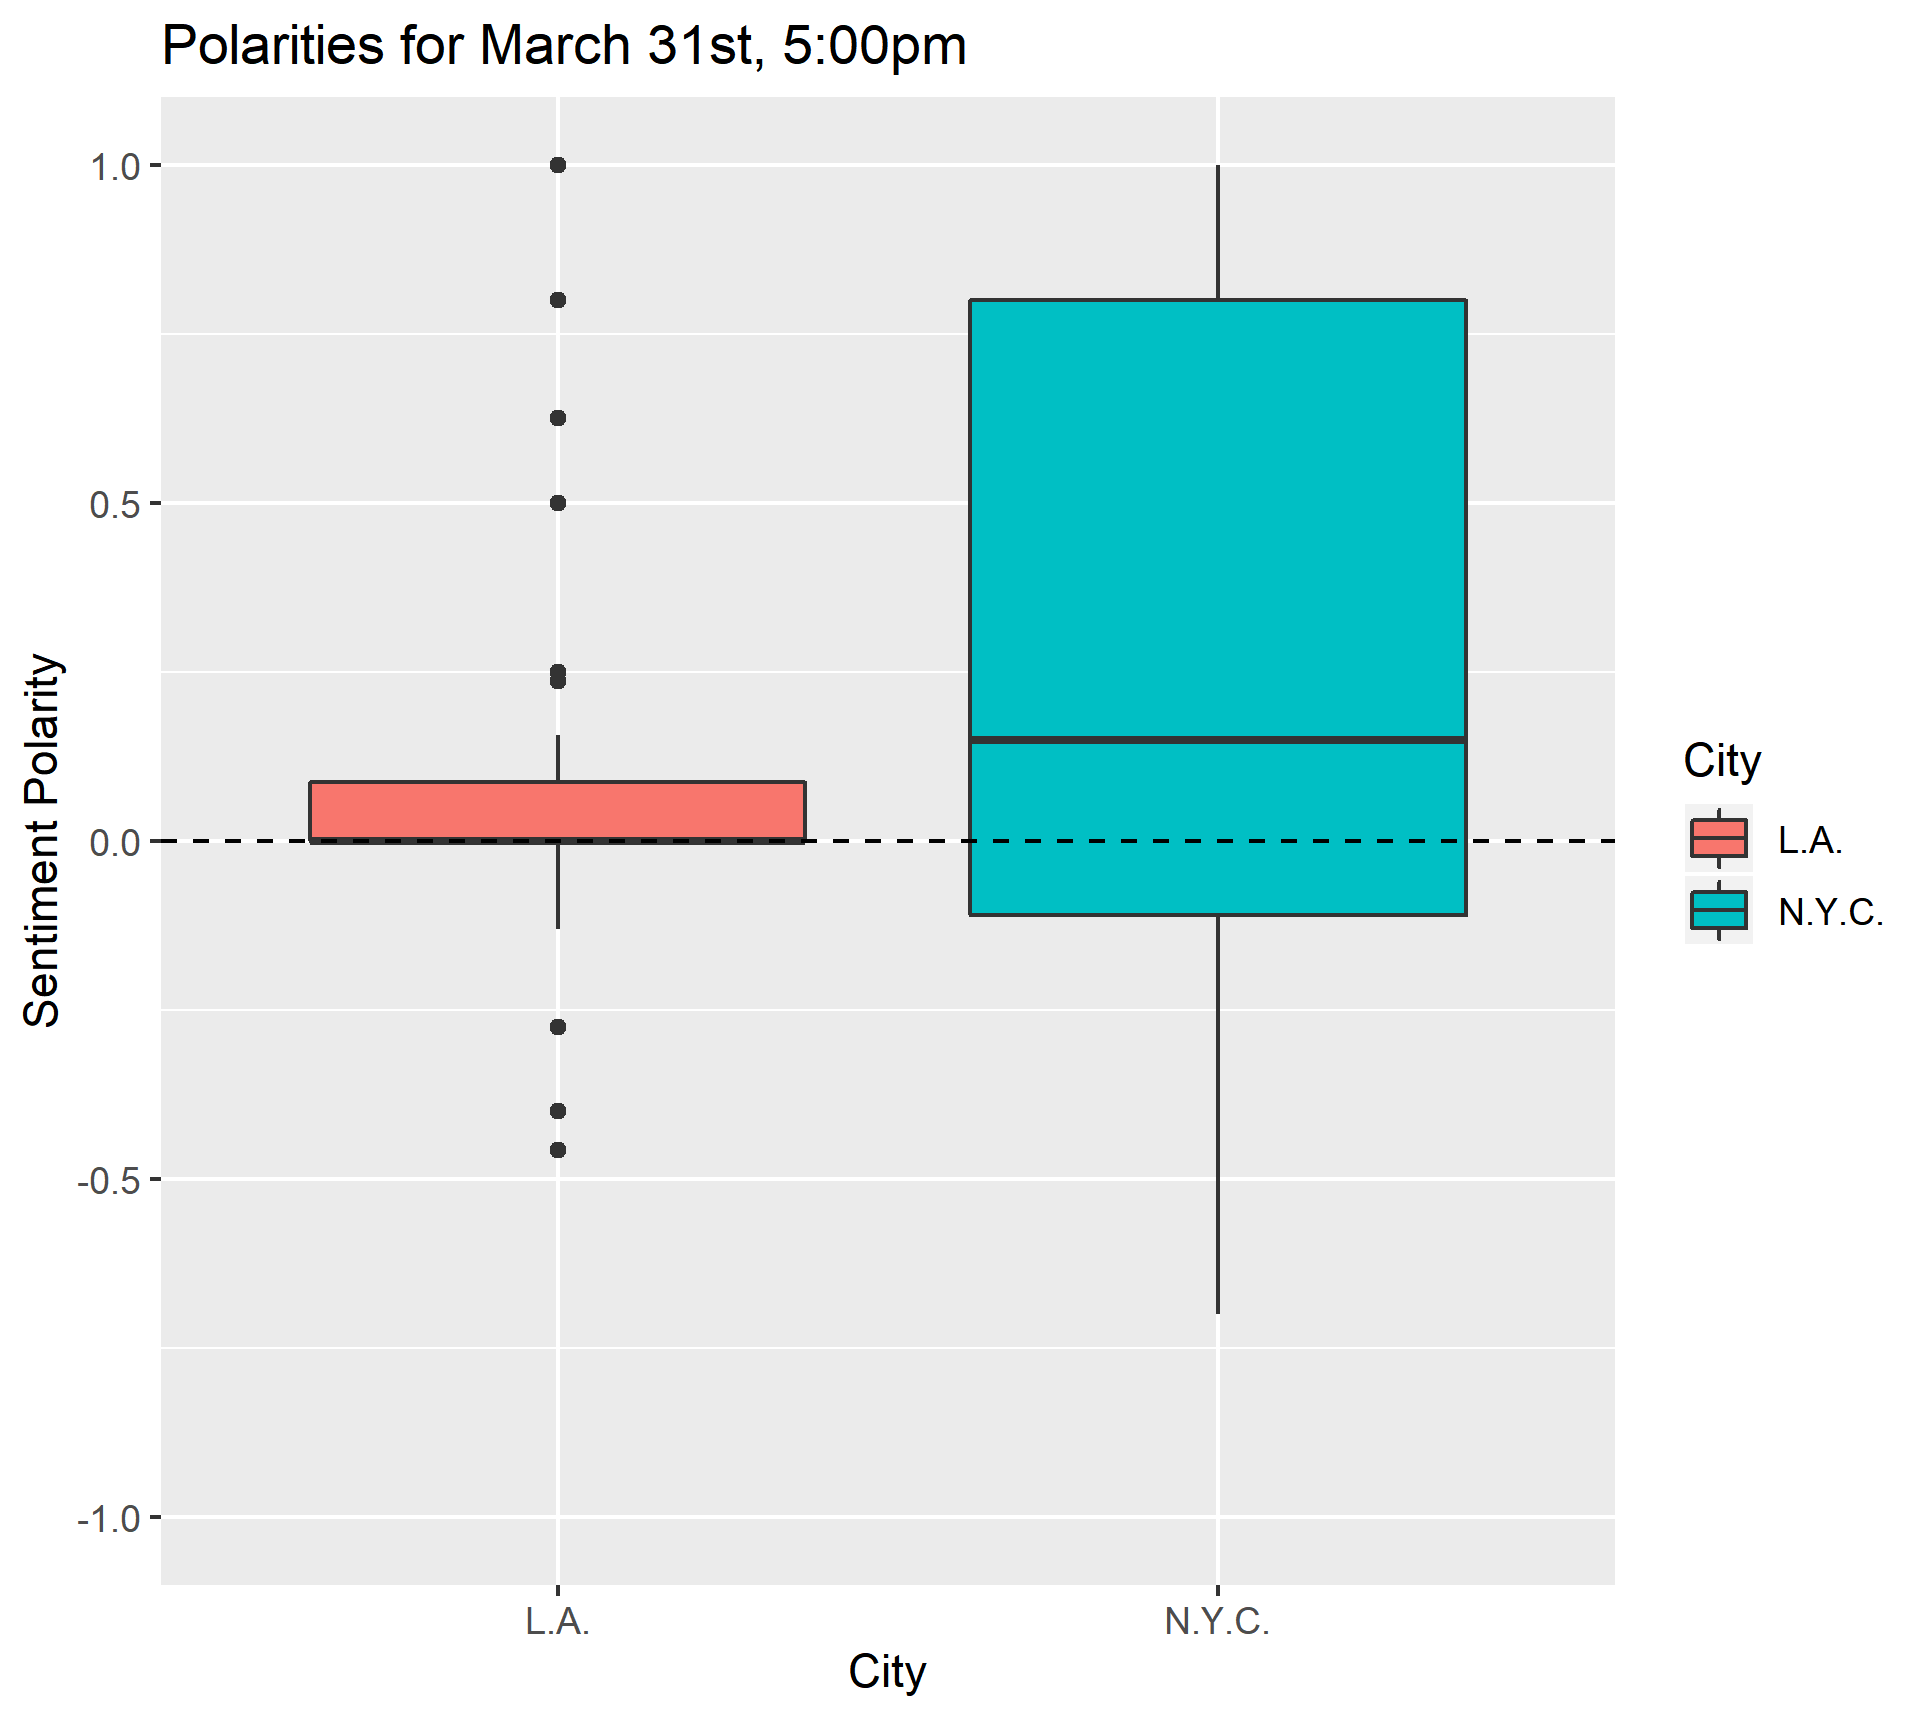 Polarities for March 31st, 5:00pm
1.0
0.5
0.0
-0.5
-1.0
Sentiment Polarity
L.A.
N.Y.C.
City
City
L.A.
N.Y.C.